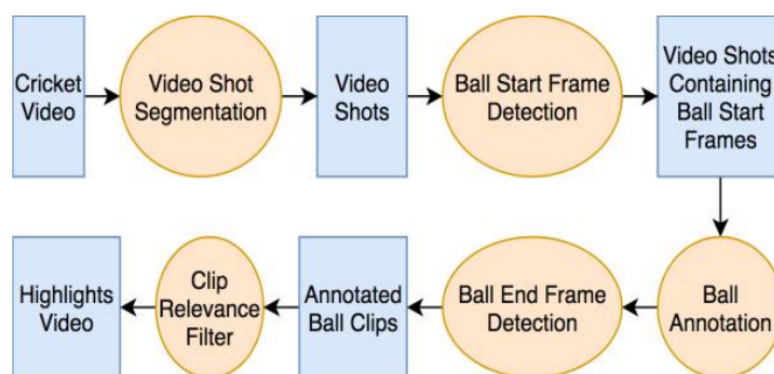 Cricket
Video
Video Shot
Segmentation
Video
Shots
Ball Start Frame
Detection
Video Shots
Containing
Ball Start
Frames
Highlights
Video
Clip
Relevance
Filter
Annotated
Ball Clips
Ball End Frame
Detection
Ball
Annotation